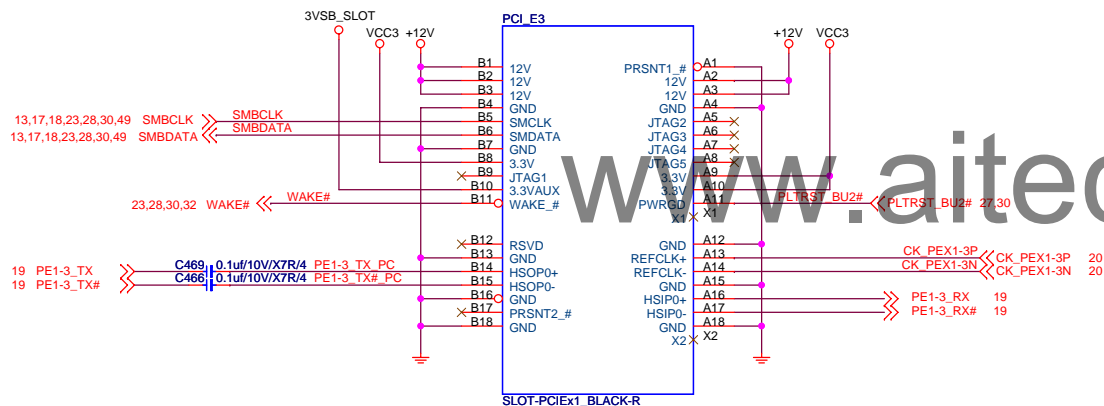 PCI_E3
3VSB_SLOT
VCC3 +12V
+12V VCC3
B1 12V PRSNT1_# A1
B2 12V 12V A2
B3 12V 12V A3
B4 GND GND A4
13,17,18,23,28,30,49 SMBCLK SMBCLK B5 SMCLK JTAG2 A5
13,17,18,23,28,30,49 SMBDATA SMBDATA B6 SMDATA JTAG3 A6
B7 GND JTAG4 A7
B8 3.3V JTAG5 A8
B9 JTAG1 3.3V A9
B10 3.3VAUX 3.3V A10
23,28,30,32 WAKE# WAKE# B11 WAKE_# PWRGD A11 PLTRST_BU2# PLTRST_BU2# 27,30
X1 X1
B12 RSVD GND A12
B13 GND REFCLK+ A13 CK_PEX1-3P CK_PEX1-3P 20
19 PE1-3_TX C469 0.1uf/10V/X7R/4 PE1-3_TX_PC B14 HSOP0+ REFCLK- A14 CK_PEX1-3N CK_PEX1-3N 20
19 PE1-3_TX# C466 0.1uf/10V/X7R/4 PE1-3_TX#_PC B15 HSOP0- GND A15
B16 GND HSIP0+ A16 PE1-3_RX 19
B17 PRSNT2_# HSIP0- A17 PE1-3_RX# 19
B18 GND GND A18
X2 X2
SLOT-PCIEx1_BLACK-R
www.aitec